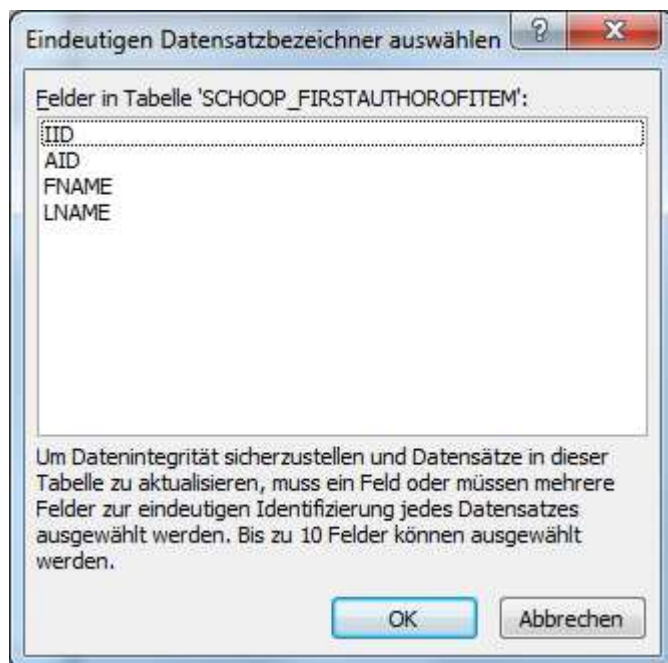 Eindeutigen Datensatzbezeichner auswählen
Felder in Tabelle 'SCHOOP_FIRSTAUTHOROFITEM':
IID
AID
FNAME
LNAME
Um Datenintegrität sicherzustellen und Datensätze in dieser
Tabelle zu aktualisieren, muss ein Feld oder müssen mehrere
Felder zur eindeutigen Identifizierung jedes Datensatzes
ausgewählt werden. Bis zu 10 Felder können ausgewählt
werden.
OK
Abbrechen